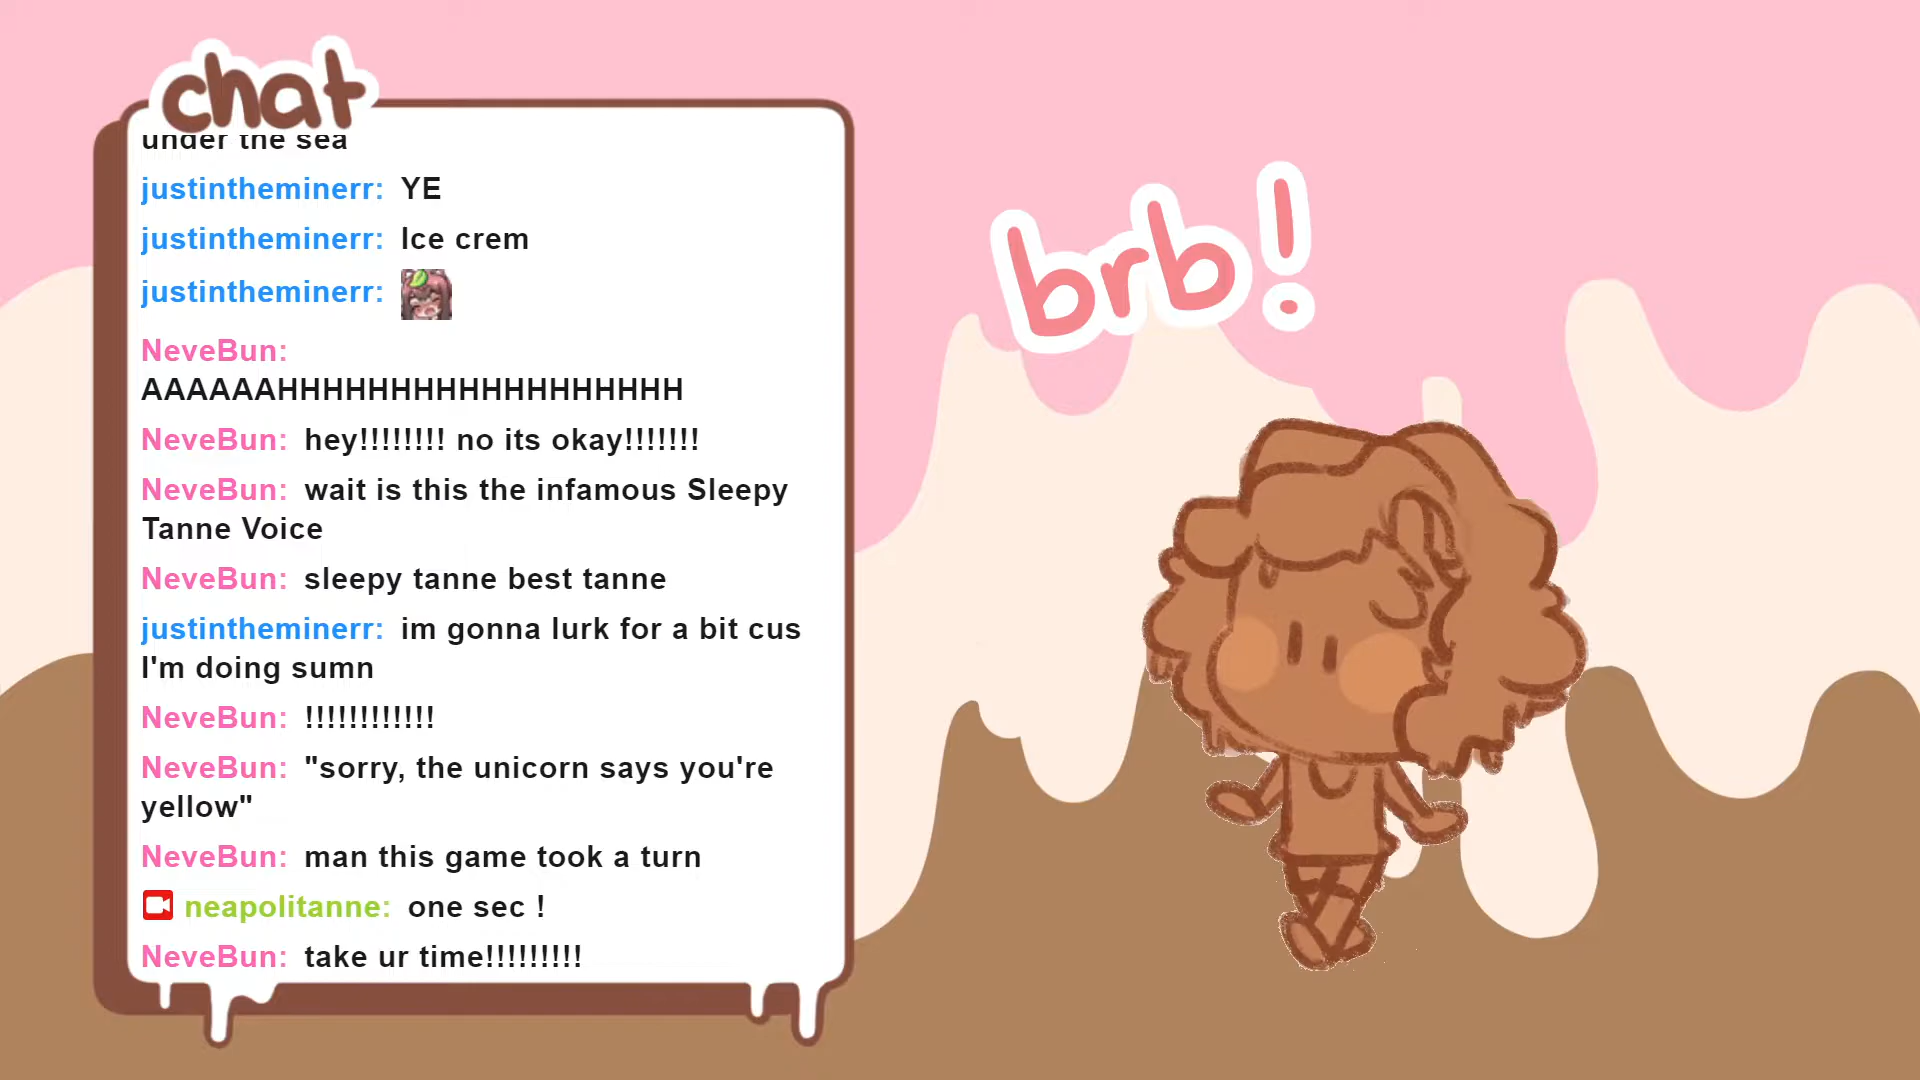 chat
under the sea
justintheminerr: YE
justintheminerr: Ice crem
justintheminerr:
NeveBun:
AAAAAAHHHHHHHHHHHHHHHHHH
NeveBun: hey!!!!!!!! no its okay!!!!!!!
NeveBun: wait is this the infamous Sleepy
Tanne Voice
NeveBun: sleepy tanne best tanne
justintheminerr: im gonna lurk for a bit cus
I'm doing sumn
NeveBun: !!!!!!!!!!!!
NeveBun: "sorry, the unicorn says you're
yellow"
NeveBun: man this game took a turn
neapolitanne: one sec !
NeveBun: take ur time!!!!!!!!!
brb!